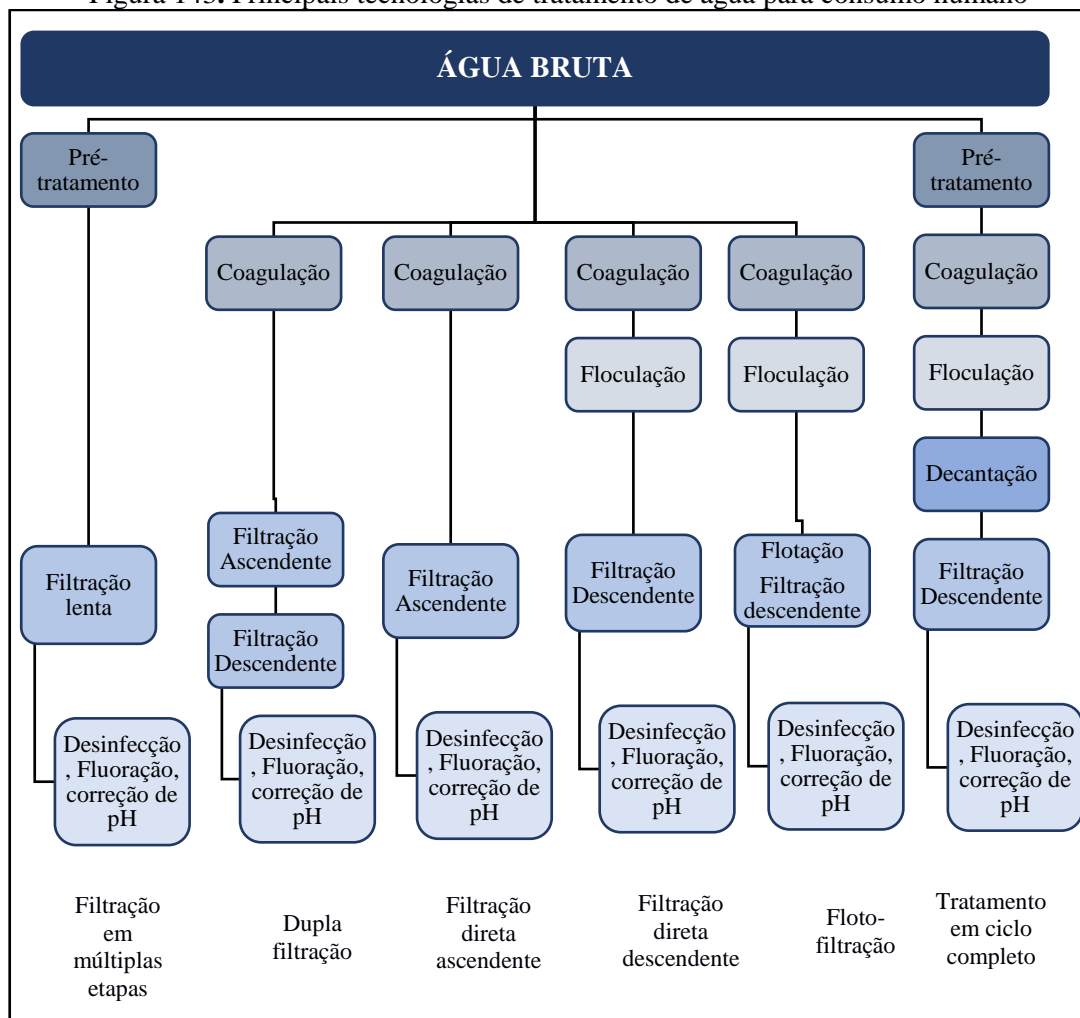 Figura 143. Principais tecnologias de tratamento de água para consumo humano
ÁGUA BRUTA
Pré-
tratamento
Filtração
lenta
Desinfecção
, Fluoração,
correção de
pH
Filtração
em
múltiplas
etapas
Coagulação
Filtração
Ascendente
Filtração
Descendente
Desinfecção
, Fluoração,
correção de
pH
Dupla
filtração
Coagulação
Filtração
Ascendente
Desinfecção
, Fluoração,
correção de
pH
Filtração
direta
ascendente
Coagulação
Floculação
Filtração
Descendente
Desinfecção
, Fluoração,
correção de
pH
Filtração
direta
descendente
Coagulação
Floculação
Flotação
Filtração
descendente
Desinfecção
, Fluoração,
correção de
pH
Floto-
filtração
Pré-
tratamento
Coagulação
Floculação
Decantação
Filtração
Descendente
Desinfecção
, Fluoração,
correção de
pH
Tratamento
em ciclo
completo